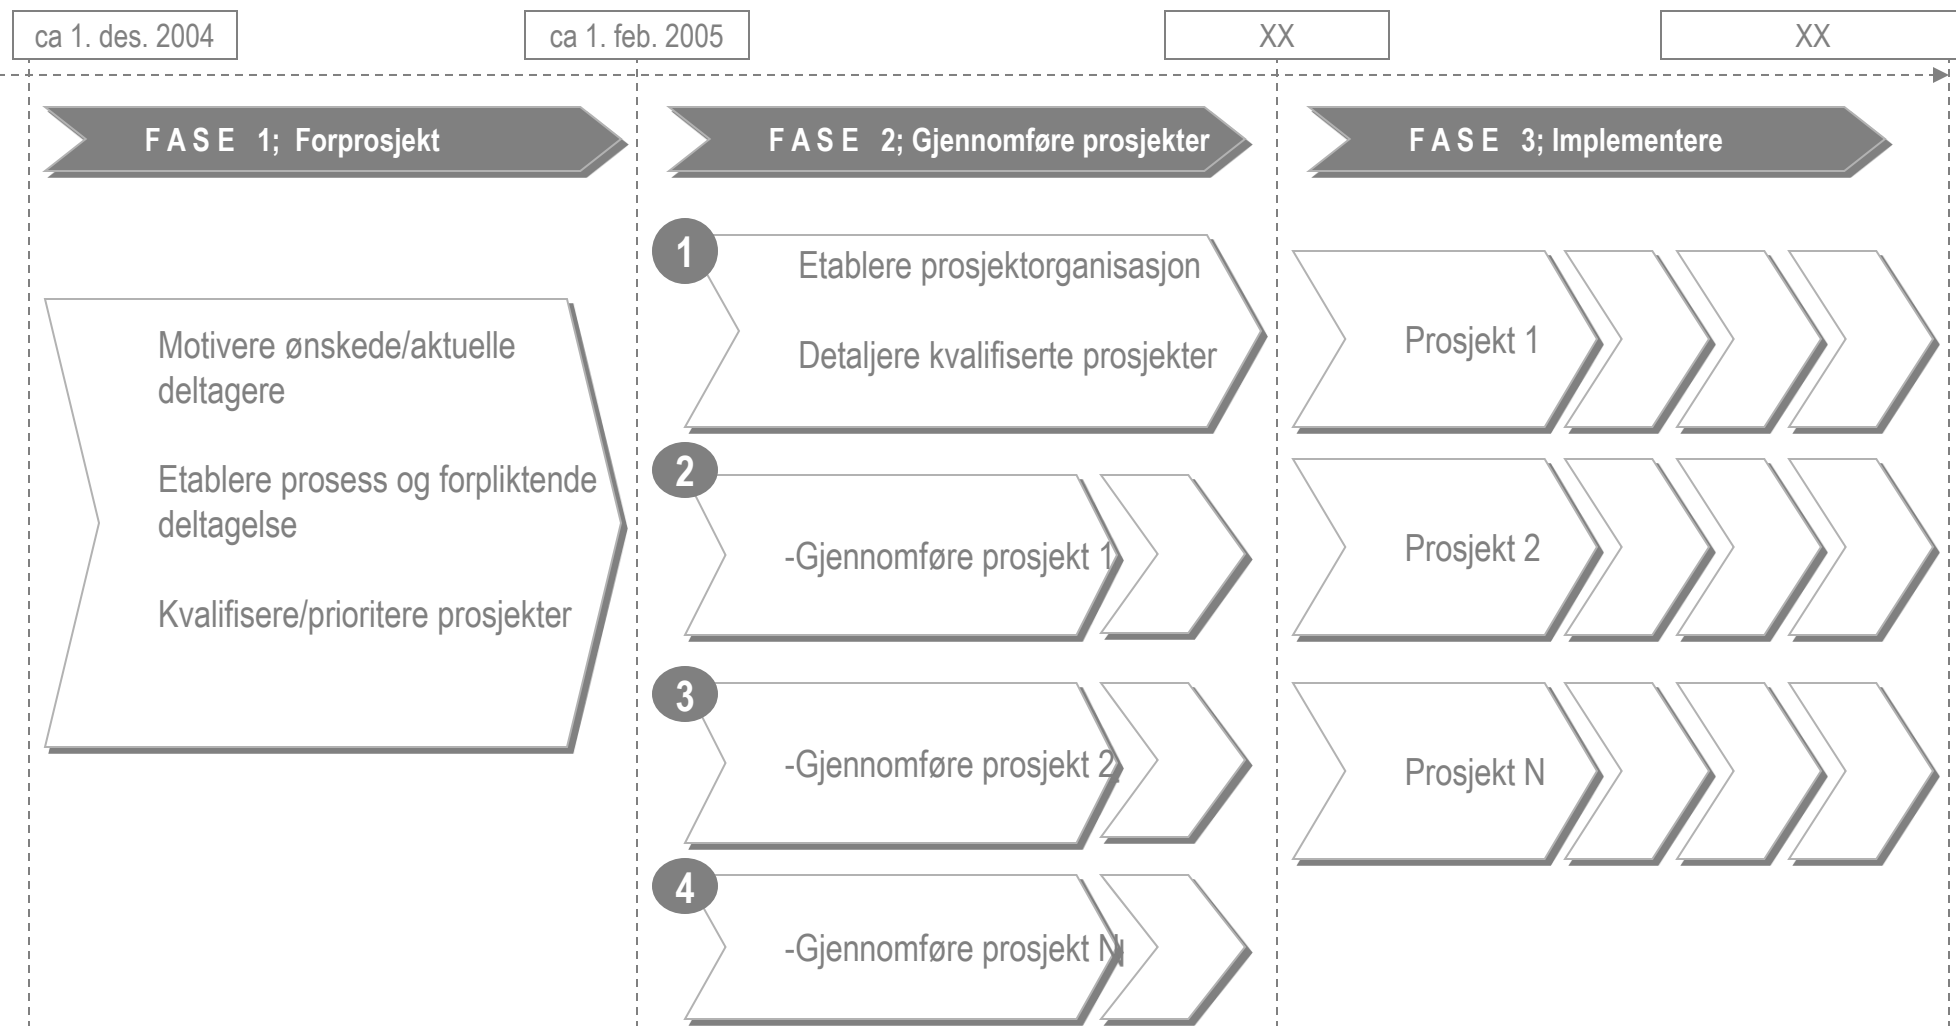 ca 1. des. 2004
ca 1. feb. 2005
XX
XX
F A S E 1; Forprosjekt
F A S E 2; Gjennomføre prosjekter
F A S E 3; Implementere
Motivere ønskede/aktuelle
deltagere
Etablere prosess og forpliktende
deltagelse
Kvalifisere/prioritere prosjekter
1
Etablere prosjektorganisasjon
Detaljere kvalifiserte prosjekter
2
-Gjennomføre prosjekt 1
3
-Gjennomføre prosjekt 2
4
-Gjennomføre prosjekt N
Prosjekt 1
Prosjekt 2
Prosjekt N